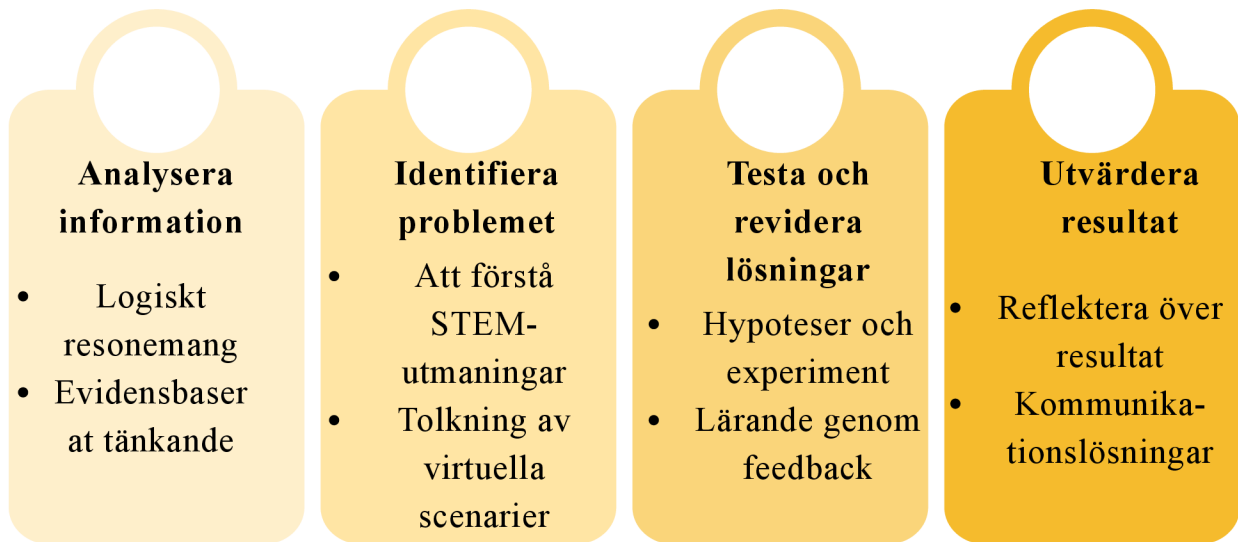 Analysera
information
• Logiskt
resonemang
• Evidensbaser
at tänkande
Identifiera
problemet
• Att förstå
STEM-
utmaningar
• Tolkning av
virtuella
scenarier
Testa och
revidera
lösningar
• Hypoteser och
experiment
• Lärande genom
feedback
Utvärdera
resultat
• Reflektera över
resultat
• Kommunika-
tionslösningar